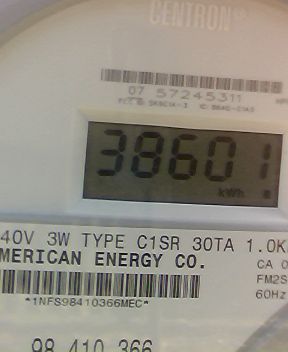 CENTRON®
07 57245311
38601
kWh
40V 3W TYPE C1SR 30TA 1.0K
MERICAN ENERGY CO.
CA 0
FM2S
60Hz
*1NFS98410366MEC*
98 410 366